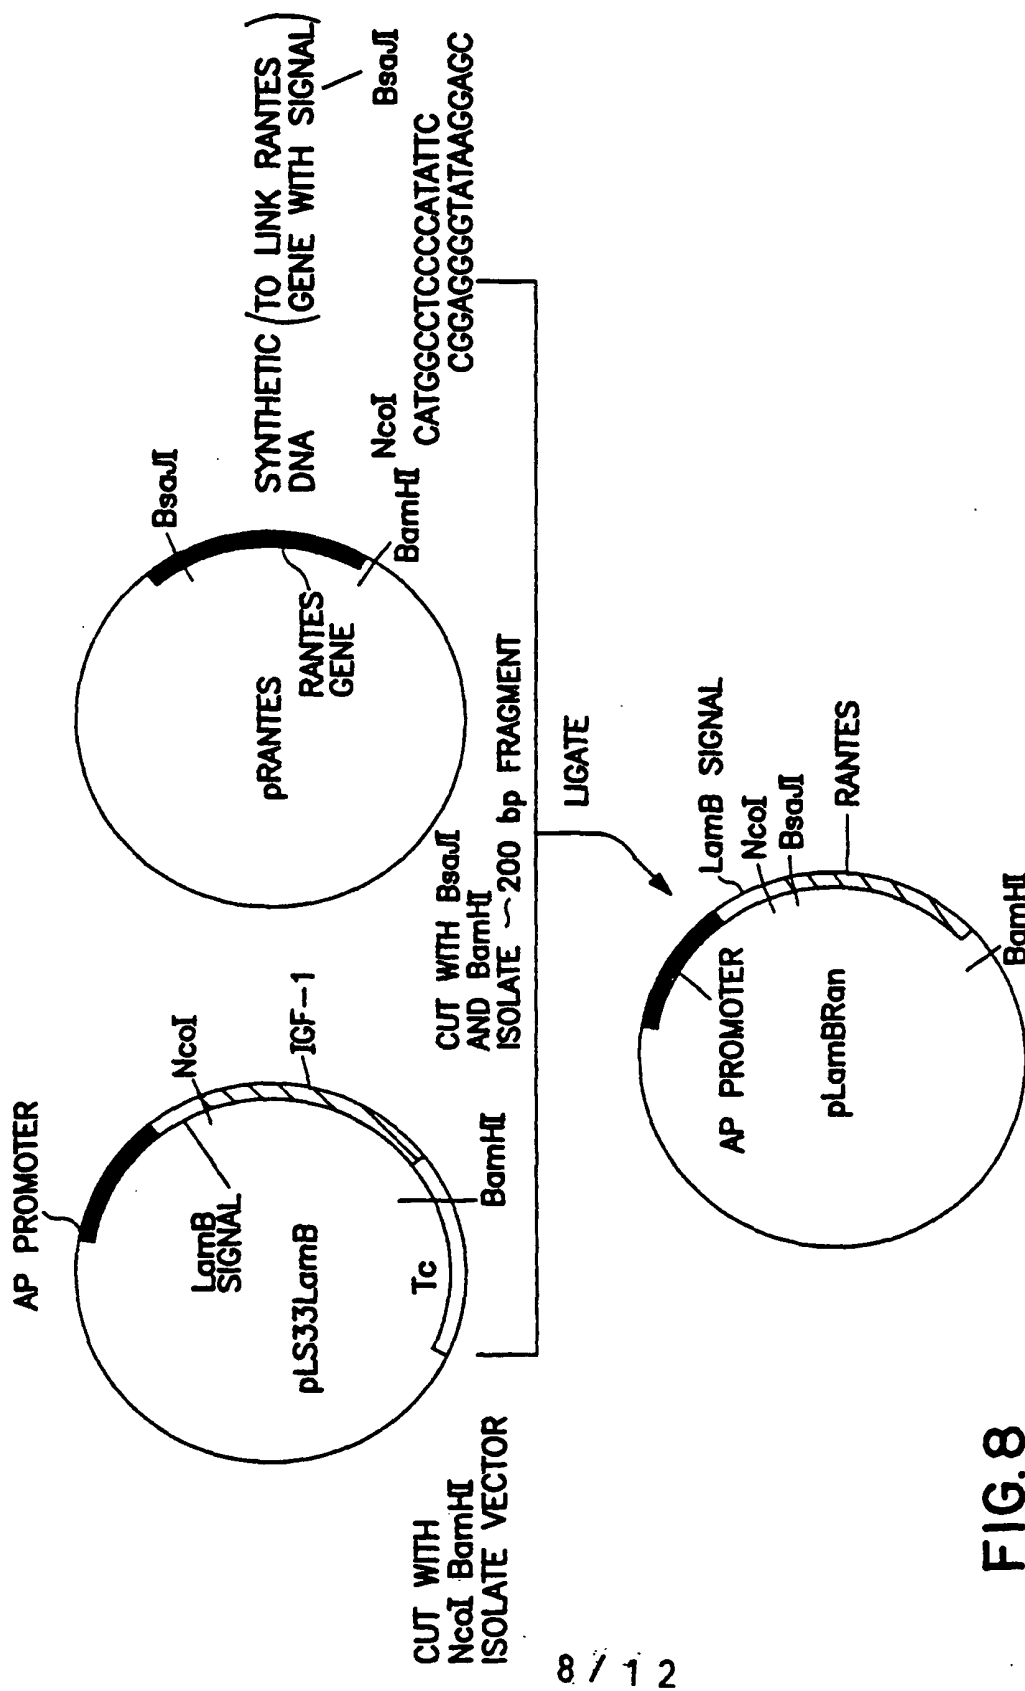 AP PROMOTER
NcoI
IGF-1
LamB
SIGNAL
pLS33LamB
Tc
BamHI
CUT WITH
NcoI BamHI
ISOLATE VECTOR
BsaJI
pRANTES
RANTES
GENE
BamHI
CUT WITH BsaJI
AND BamHI
ISOLATE ~200 bp FRAGMENT
SYNTHETIC (TO LINK RANTES
DNA GENE WITH SIGNAL)
NcoI
BsaJI
CATGGCCTCCCCATATTC
CGGAGGGGTATAAGGAGC
LIGATE
AP PROMOTER
LamB SIGNAL
NcoI
BsaJI
RANTES
pLamBRan
BamHI
FIG. 8
8 / 12